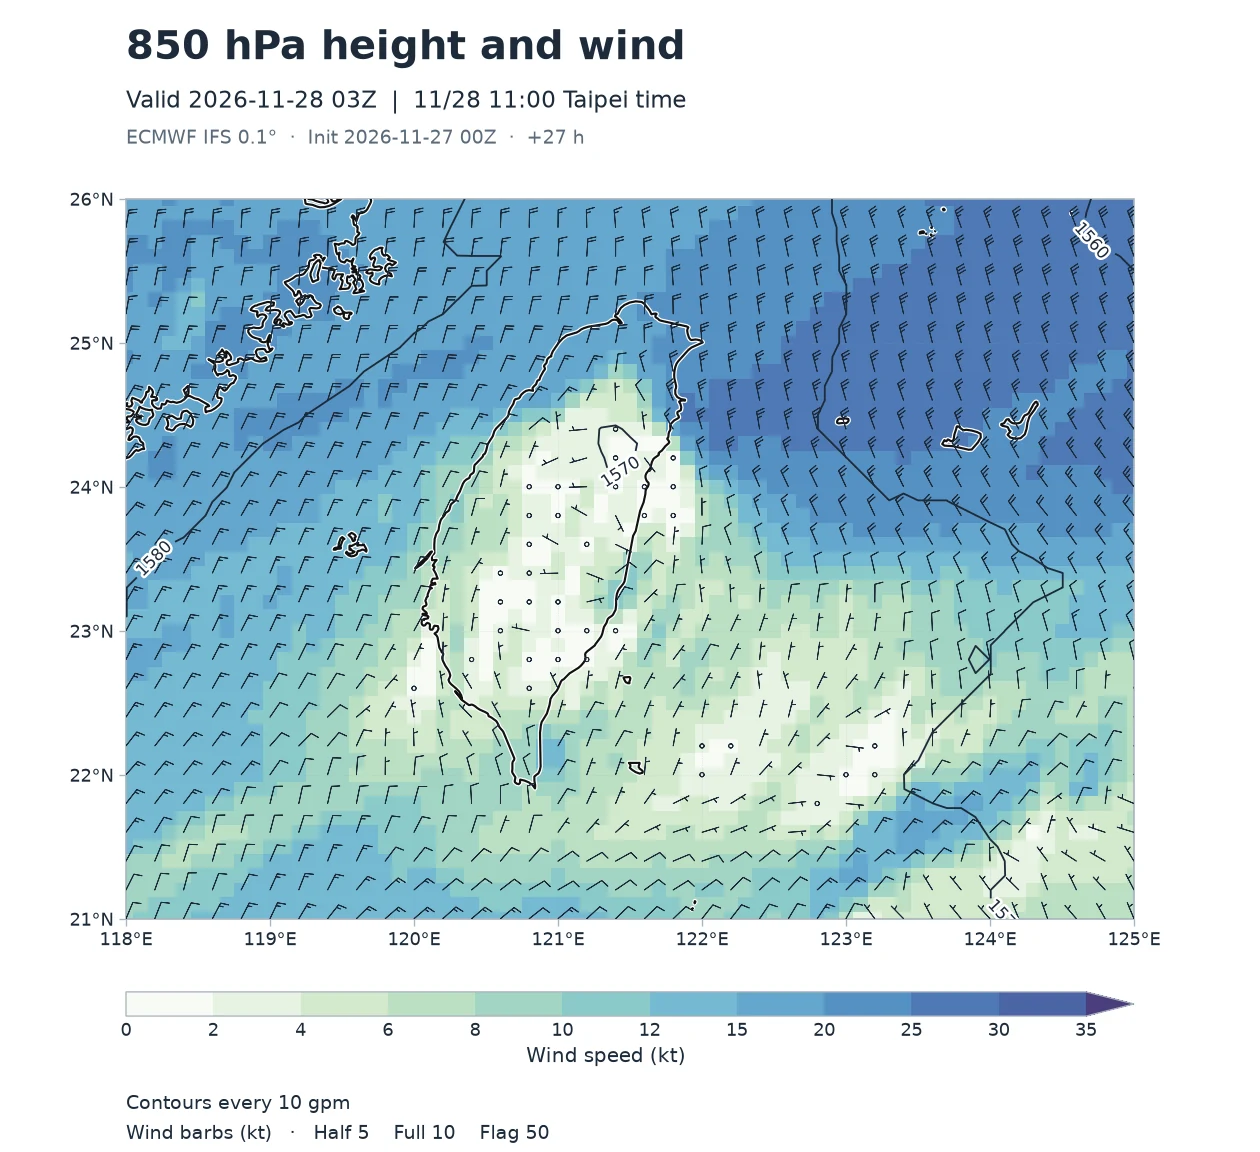 850 hPa height and wind
Valid 2026-11-28 03Z | 11/28 11:00 Taipei time
ECMWF IFS 0.1° · Init 2026-11-27 00Z · +27 h
26°N
1560
25°N
24°N
1570
1580
23°N
22°N
21°N
118°E 119°E 120°E 121°E 122°E 123°E 124°E 125°E
0 2 4 6 8 10 12 15 20 25 30 35
Wind speed (kt)
Contours every 10 gpm
Wind barbs (kt) · Half 5 Full 10 Flag 50